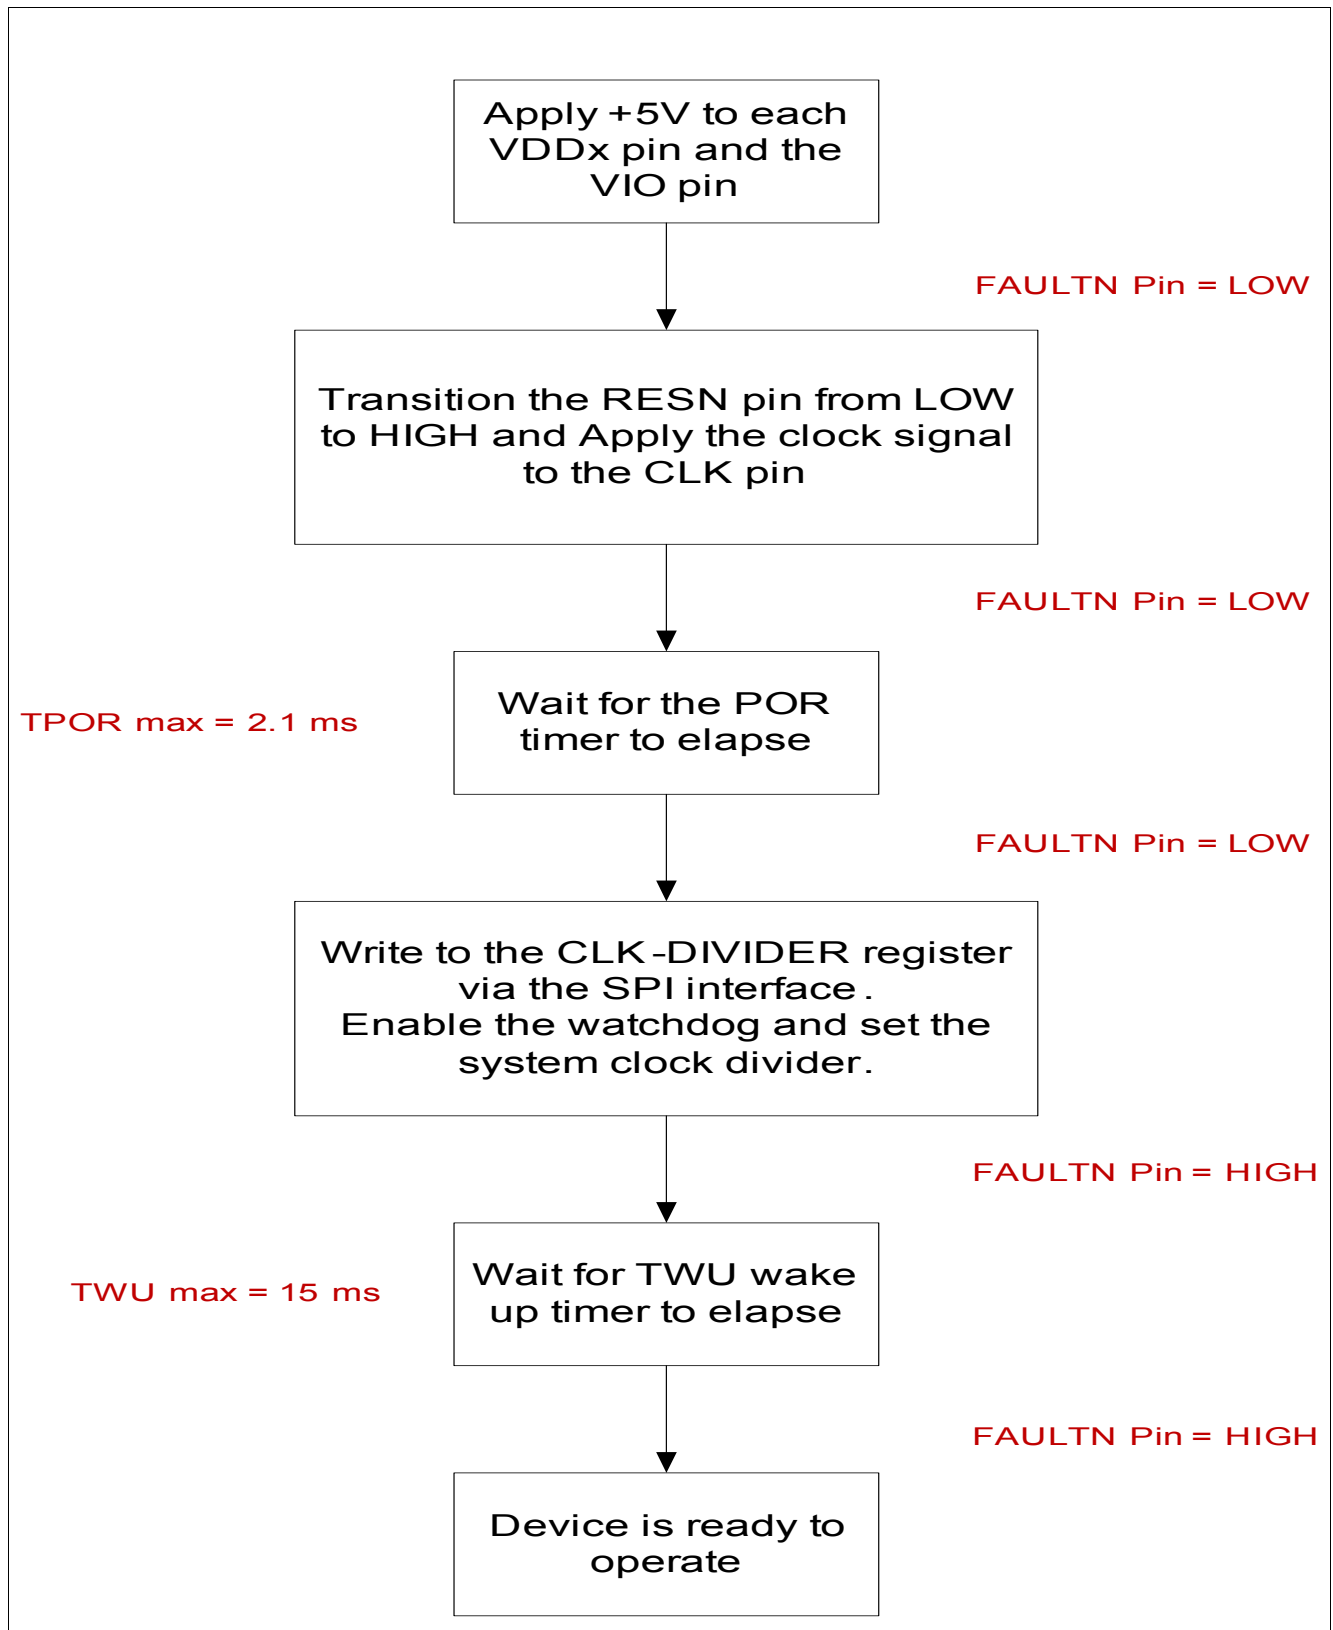 Apply +5V to each
VDDx pin and the
VIO pin
FAULTN Pin = LOW
Transition the RESN pin from LOW
to HIGH and Apply the clock signal
to the CLK pin
FAULTN Pin = LOW
Wait for the POR
timer to elapse
TPOR max = 2.1 ms
FAULTN Pin = LOW
Write to the CLK-DIVIDER register
via the SPI interface.
Enable the watchdog and set the
system clock divider.
FAULTN Pin = HIGH
Wait for TWU wake
up timer to elapse
TWU max = 15 ms
FAULTN Pin = HIGH
Device is ready to
operate